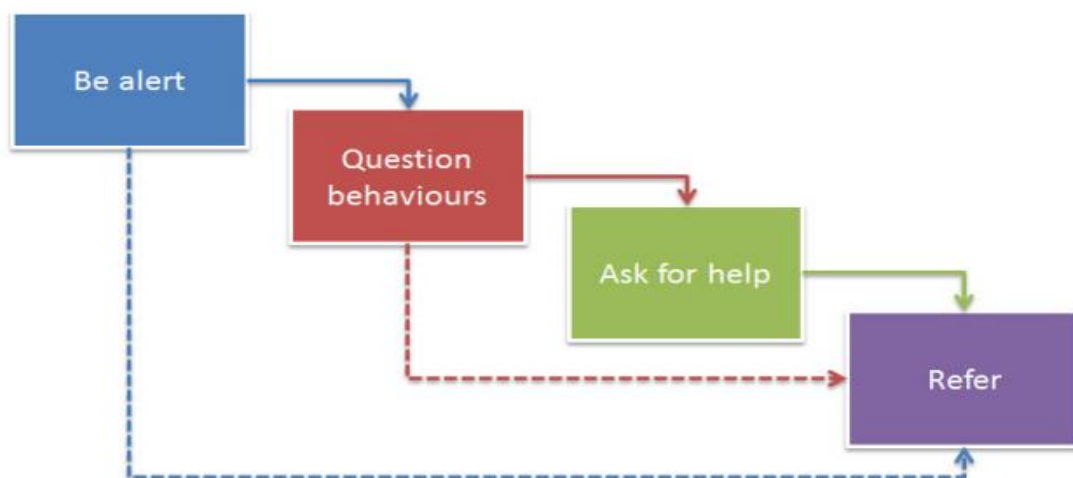 Be alert
Question
behaviours
Ask for help
Refer